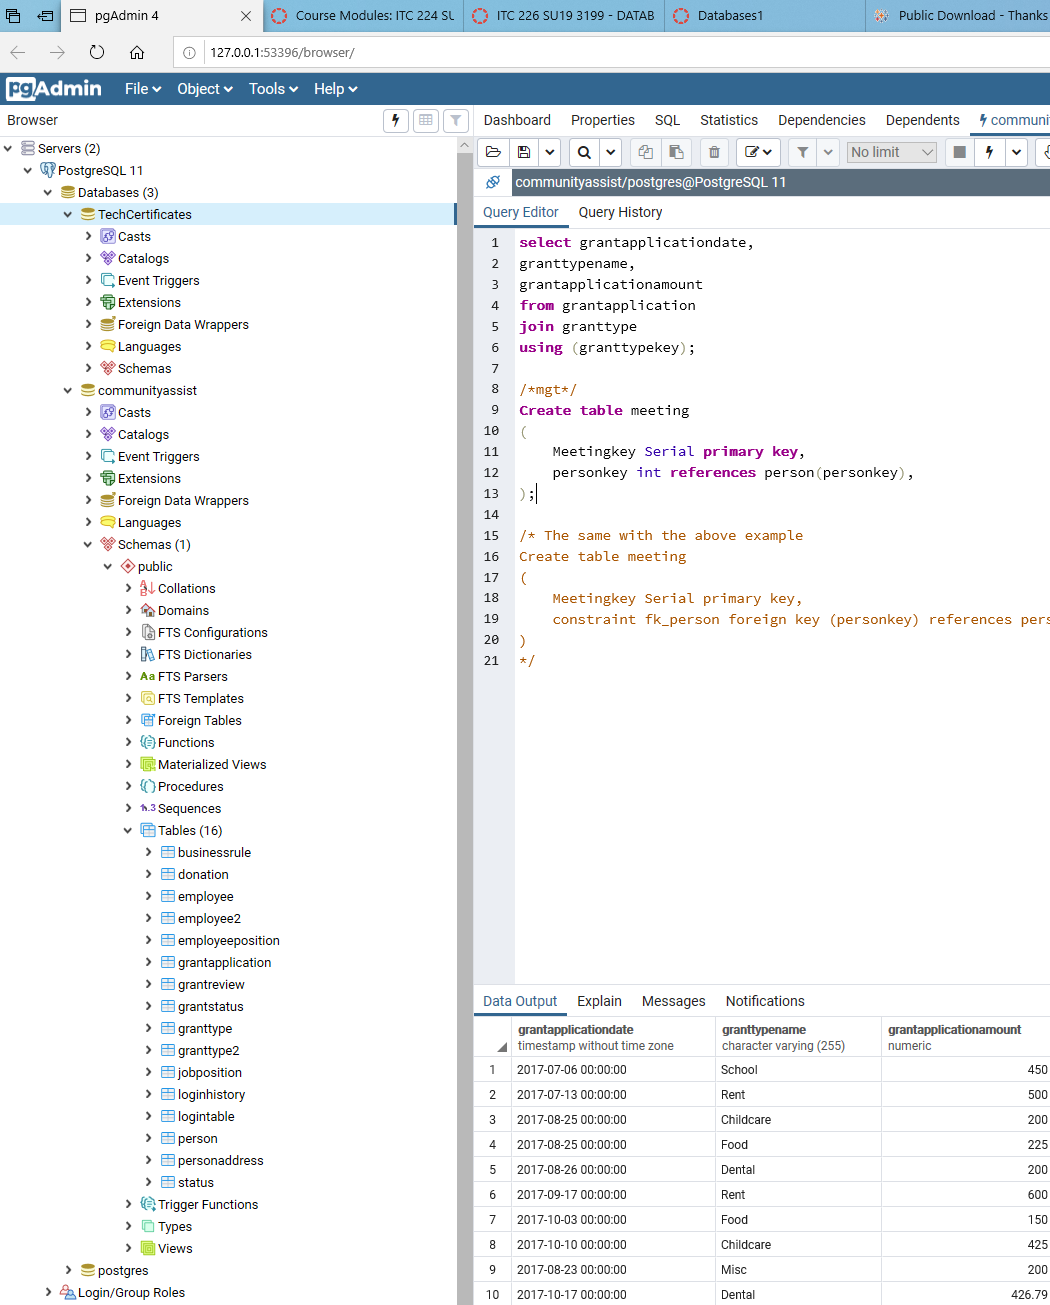 pgAdmin 4
Course Modules: ITC 224 SU
ITC 226 SU19 3199 - DATAB
Databases1
Public Download - Thanks
127.0.0.1:53396/browser/
pgAdmin File Object Tools Help
Browser
Dashboard Properties SQL Statistics Dependencies Dependents communi
No limit
communityassist/postgres@PostgreSQL 11
Query Editor Query History
Servers (2)
PostgreSQL 11
Databases (3)
TechCertificates
Casts
Catalogs
Event Triggers
Extensions
Foreign Data Wrappers
Languages
Schemas
communityassist
Casts
Catalogs
Event Triggers
Extensions
Foreign Data Wrappers
Languages
Schemas (1)
public
Collations
Domains
FTS Configurations
FTS Dictionaries
Aa FTS Parsers
FTS Templates
Foreign Tables
Functions
Materialized Views
Procedures
Sequences
Tables (16)
businessrule
donation
employee
employee2
employeeposition
grantapplication
grantreview
grantstatus
granttype
granttype2
jobposition
loginhistory
logintable
person
personaddress
status
Trigger Functions
Types
Views
postgres
Login/Group Roles
1 select grantapplicationdate,
2 granttypename,
3 grantapplicationamount
4 from grantapplication
5 join granttype
6 using (granttypekey);
7
8 /*mgt*/
9 Create table meeting
10 (
11 Meetingkey Serial primary key,
12 personkey int references person(personkey),
13 );
14
15 /* The same with the above example
16 Create table meeting
17 (
18 Meetingkey Serial primary key,
19 constraint fk_person foreign key (personkey) references pers
20 )
21 */
Data Output Explain Messages Notifications
grantapplicationdate granttypename grantapplicationamount
timestamp without time zone character varying (255) numeric
1 2017-07-06 00:00:00 School 450
2 2017-07-13 00:00:00 Rent 500
3 2017-08-25 00:00:00 Childcare 200
4 2017-08-25 00:00:00 Food 225
5 2017-08-26 00:00:00 Dental 200
6 2017-09-17 00:00:00 Rent 600
7 2017-10-03 00:00:00 Food 150
8 2017-10-10 00:00:00 Childcare 425
9 2017-08-23 00:00:00 Misc 200
10 2017-10-17 00:00:00 Dental 426.79